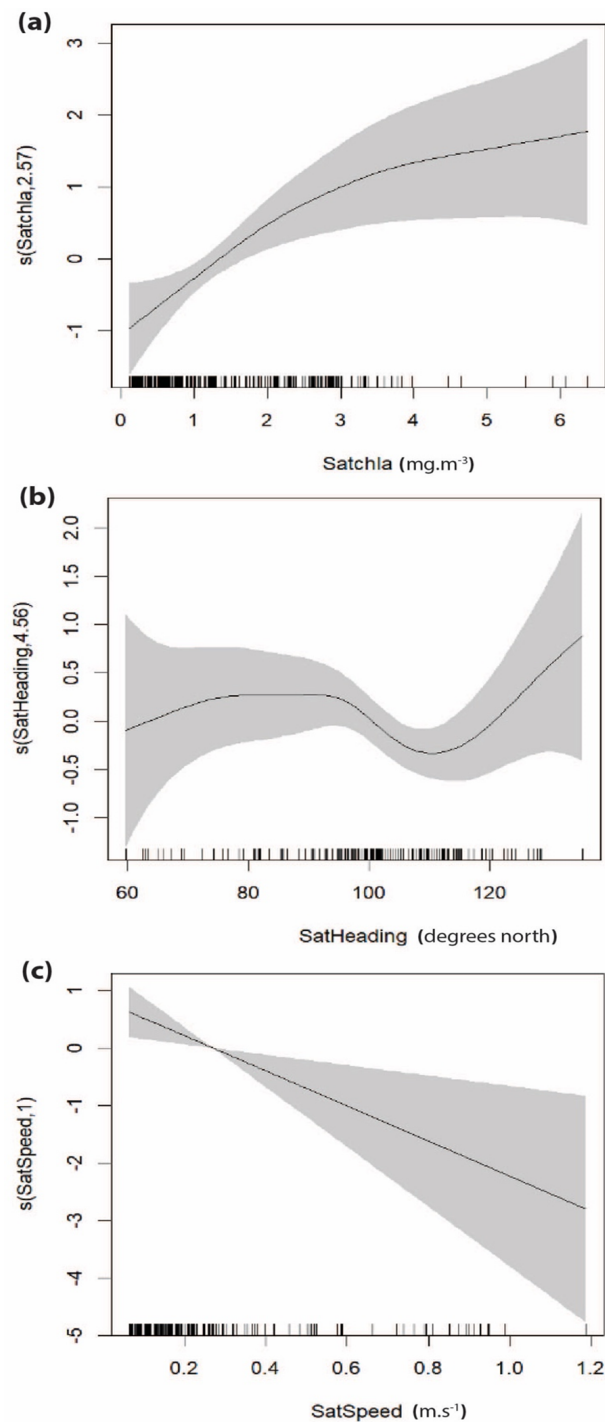 (a)
3
2
1
0
-1
s(Satchla,2.57)
0 1 2 3 4 5 6
Satchla (mg.m⁻³)
(b)
2.0
1.5
1.0
0.5
0.0
-0.5
-1.0
s(SatHeading,4.56)
60 80 100 120
SatHeading (degrees north)
(c)
1
0
-1
-2
-3
-4
-5
s(SatSpeed,1)
0.2 0.4 0.6 0.8 1.0 1.2
SatSpeed (m.s⁻¹)